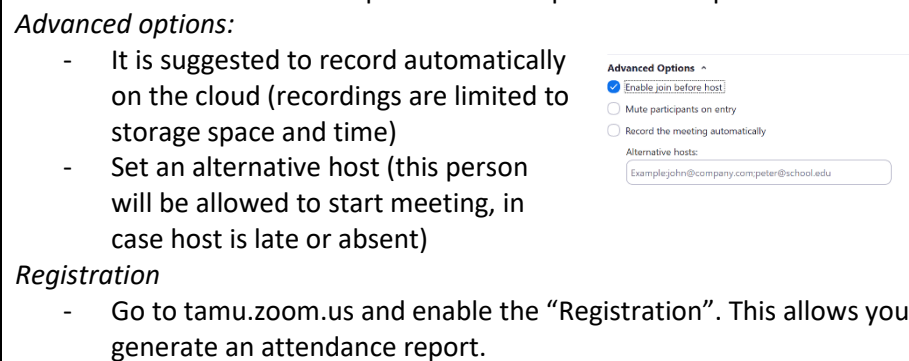 Advanced options:
- It is suggested to record automatically
on the cloud (recordings are limited to
storage space and time)
- Set an alternative host (this person
will be allowed to start meeting, in
case host is late or absent)
Advanced Options ^
Enable join before host
Mute participants on entry
Record the meeting automatically
Alternative hosts:
Example:john@company.com;peter@school.edu
Registration
- Go to tamu.zoom.us and enable the “Registration”. This allows you
generate an attendance report.